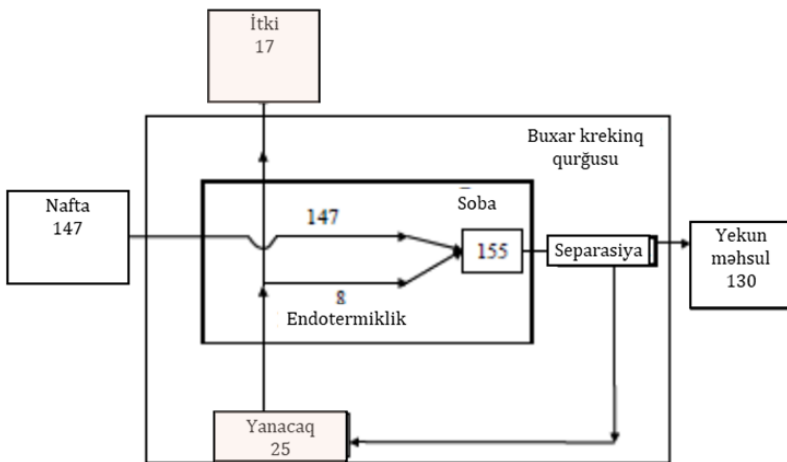 İtki
17
Buxar krekinq
qurğusu
Nafta
147
147
Soba
155
Separasiya
Yekun
məhsul
130
8
Endotermiklik
Yanacaq
25